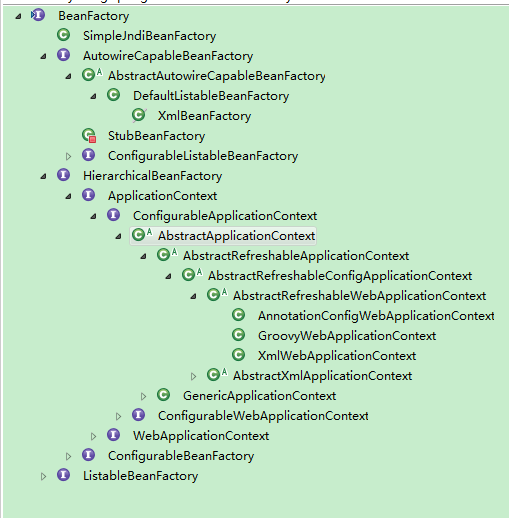 BeanFactory
SimpleJndiBeanFactory
AutowireCapableBeanFactory
AbstractAutowireCapableBeanFactory
DefaultListableBeanFactory
XmlBeanFactory
StubBeanFactory
ConfigurableListableBeanFactory
HierarchicalBeanFactory
ApplicationContext
ConfigurableApplicationContext
AbstractApplicationContext
AbstractRefreshableApplicationContext
AbstractRefreshableConfigApplicationContext
AbstractRefreshableWebApplicationContext
AnnotationConfigWebApplicationContext
GroovyWebApplicationContext
XmlWebApplicationContext
AbstractXmlApplicationContext
GenericApplicationContext
ConfigurableWebApplicationContext
WebApplicationContext
ConfigurableBeanFactory
ListableBeanFactory